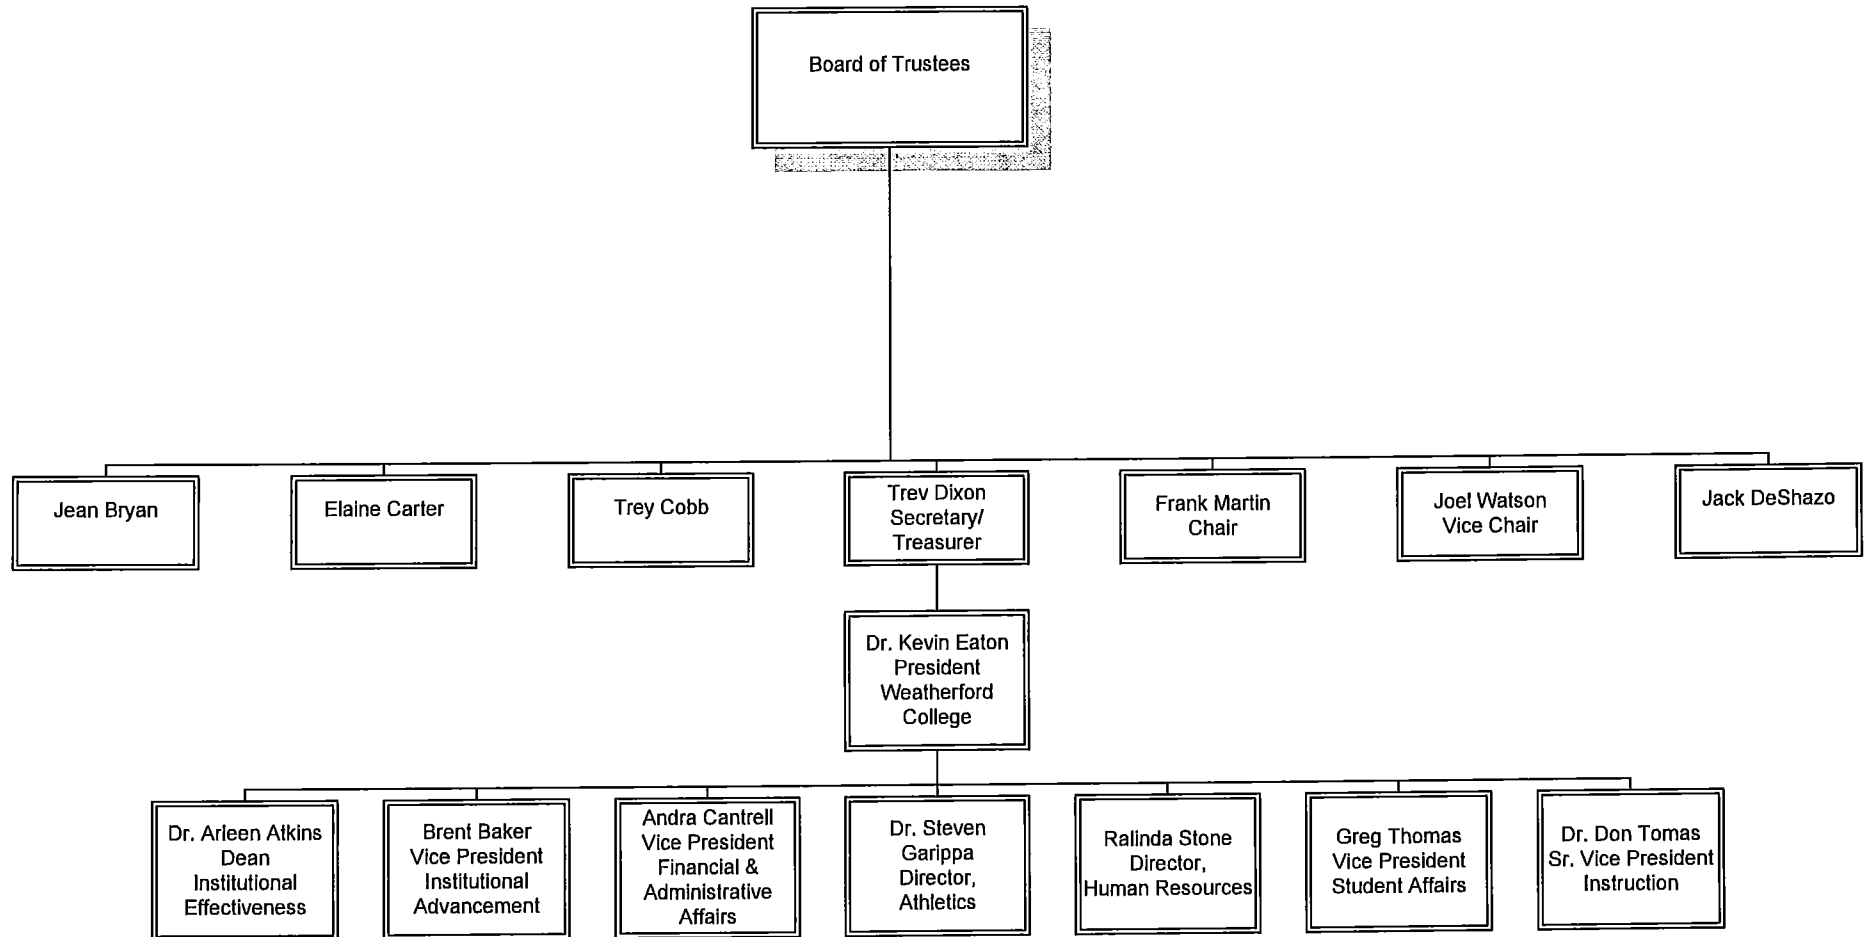 Board of Trustees
Jean Bryan
Elaine Carter
Trey Cobb
Trev Dixon
Secretary/
Treasurer
Frank Martin
Chair
Joel Watson
Vice Chair
Jack DeShazo
Dr. Kevin Eaton
President
Weatherford
College
Dr. Arleen Atkins
Dean
Institutional
Effectiveness
Brent Baker
Vice President
Institutional
Advancement
Andra Cantrell
Vice President
Financial &
Administrative
Affairs
Dr. Steven
Garippa
Director,
Athletics
Ralinda Stone
Director,
Human Resources
Greg Thomas
Vice President
Student Affairs
Dr. Don Tomas
Sr. Vice President
Instruction